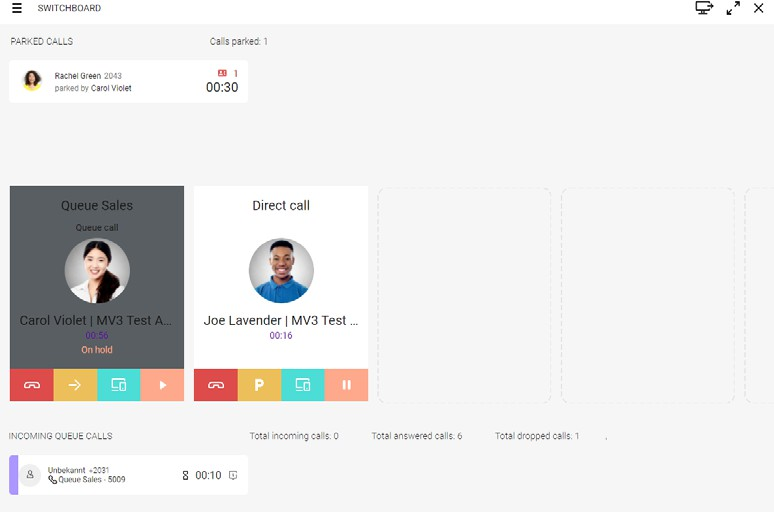 SWITCHBOARD
PARKED CALLS
Calls parked: 1
Rachel Green 2043
1
parked by Carol Violet
00:30
Queue Sales
Direct call
Queue call
Carol Violet | MV3 Test A...
Joe Lavender | MV3 Test ...
00:56
00:16
On hold
P
INCOMING QUEUE CALLS
Total incoming calls: 0
Total answered calls: 6
Total dropped calls: 1
,
Unbekannt +2031
Queue Sales - 5009
00:10